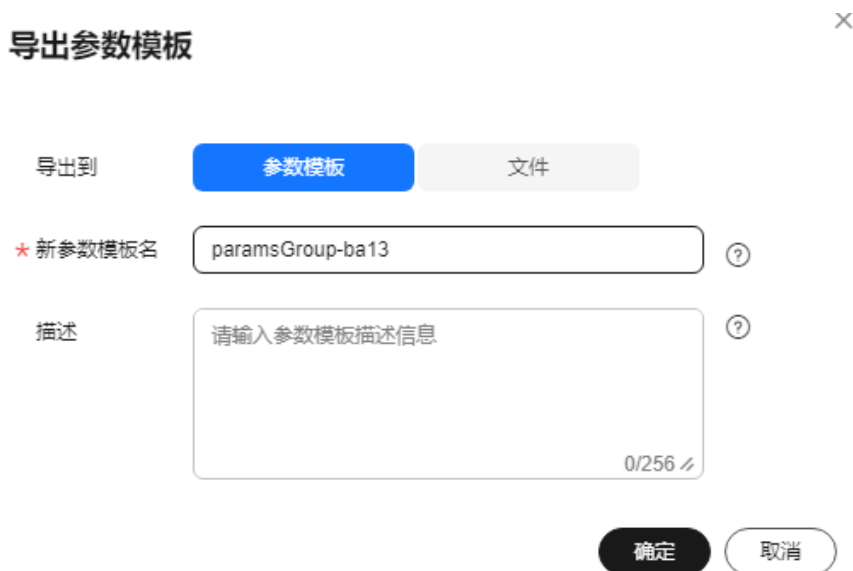 导出参数模板
导出到 参数模板 文件
* 新参数模板名 paramsGroup-ba13
描述 请输入参数模板描述信息
0/256
确定 取消